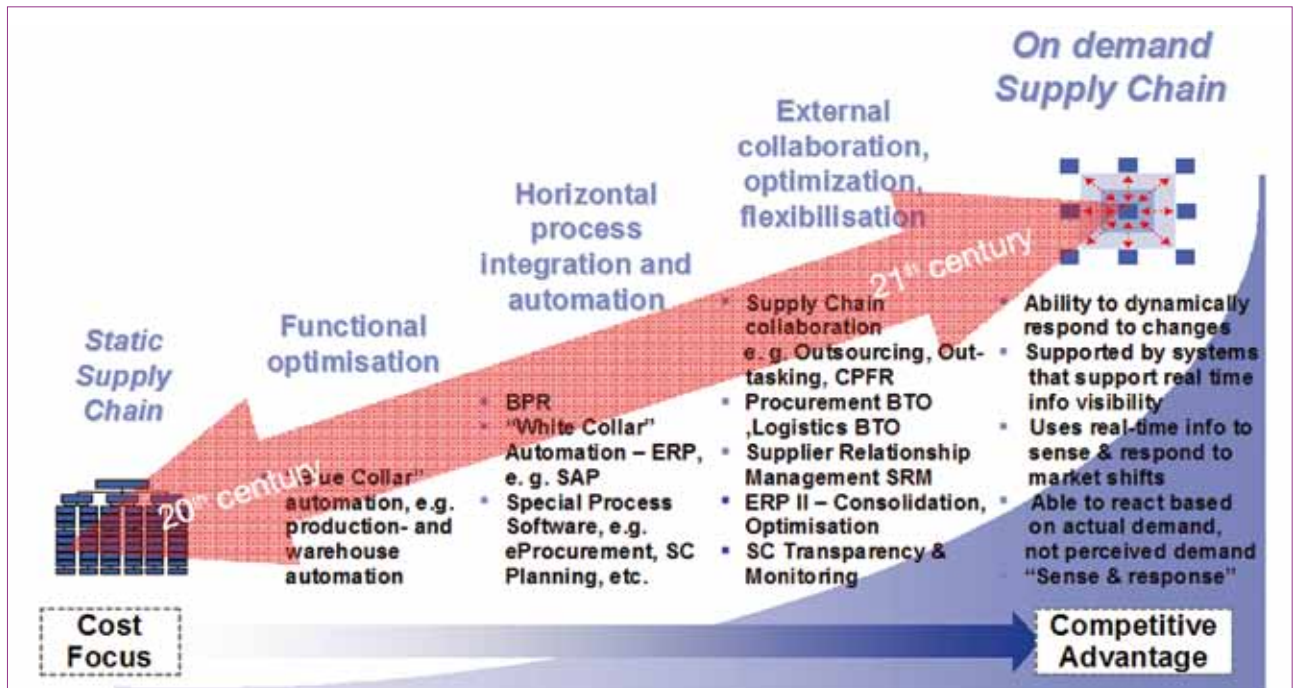 On demand
Supply Chain
External
collaboration,
optimization,
flexibilisation
Horizontal
process
integration and
automation
Functional
optimisation
Static
Supply
Chain
20th century
21th century
"Blue Collar"
automation, e.g.
production- and
warehouse
automation
BPR
"White Collar"
Automation – ERP,
e. g. SAP
Special Process
Software, e.g.
eProcurement, SC
Planning, etc.
Supply Chain
collaboration
e. g. Outsourcing, Out-
tasking, CPFR
Procurement BTO
,Logistics BTO
Supplier Relationship
Management SRM
ERP II – Consolidation,
Optimisation
SC Transparency &
Monitoring
Ability to dynamically
respond to changes
Supported by systems
that support real time
info visibility
Uses real-time info to
sense & respond to
market shifts
Able to react based
on actual demand,
not perceived demand
"Sense & response"
Cost
Focus
Competitive
Advantage